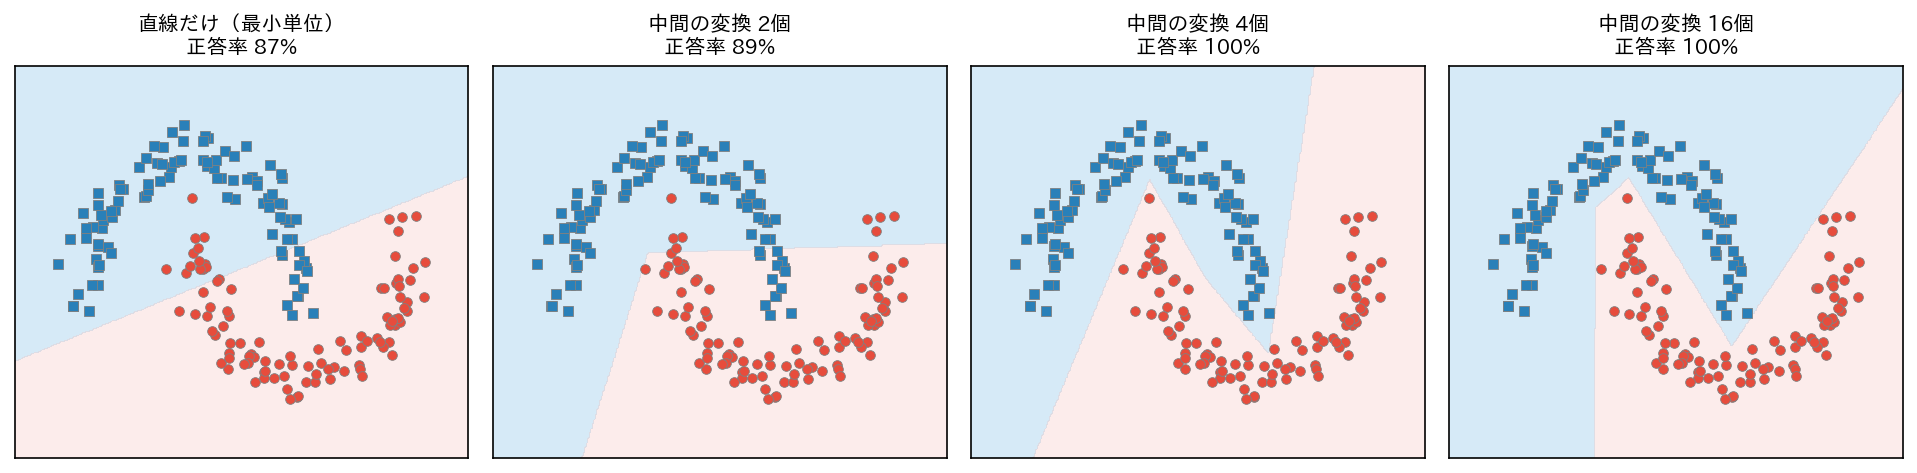 直線だけ（最小単位）
正答率 87%
中間の変換 2個
正答率 89%
中間の変換 4個
正答率 100%
中間の変換 16個
正答率 100%